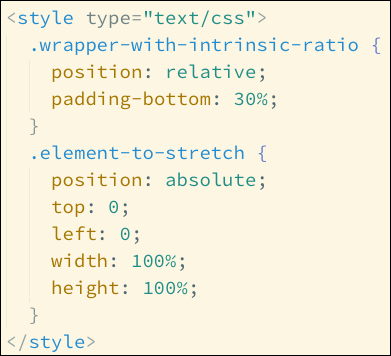 <style type="text/css">
  .wrapper-with-intrinsic-ratio {
    position: relative;
    padding-bottom: 30%;
  }
  .element-to-stretch {
    position: absolute;
    top: 0;
    left: 0;
    width: 100%;
    height: 100%;
  }
</style>